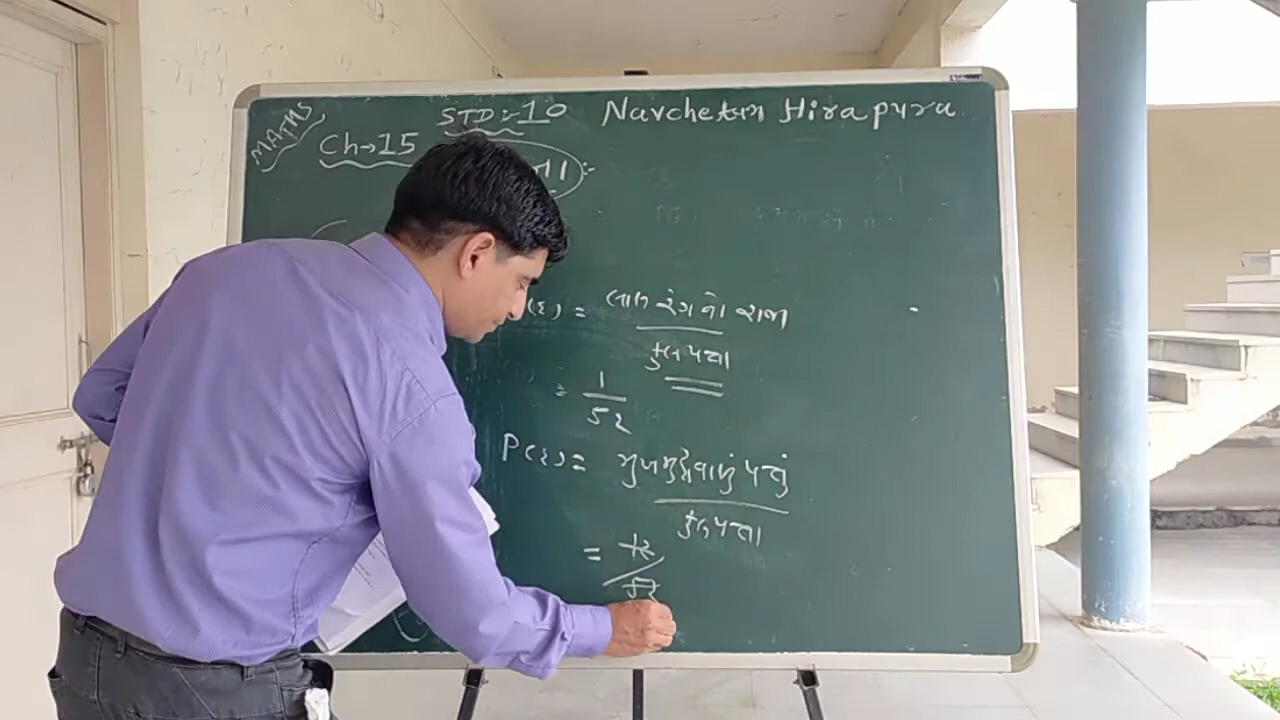 MATHS
STD:-10 Navchetan Hirapura
Ch→15
ના:-
(ε) = લાલ રંગનો રાજા
કુલ પત્તા
= 1
52
P(ε) = મુખમુદ્રાવાળું પત્તું
કુલ પત્તા
= 12
52